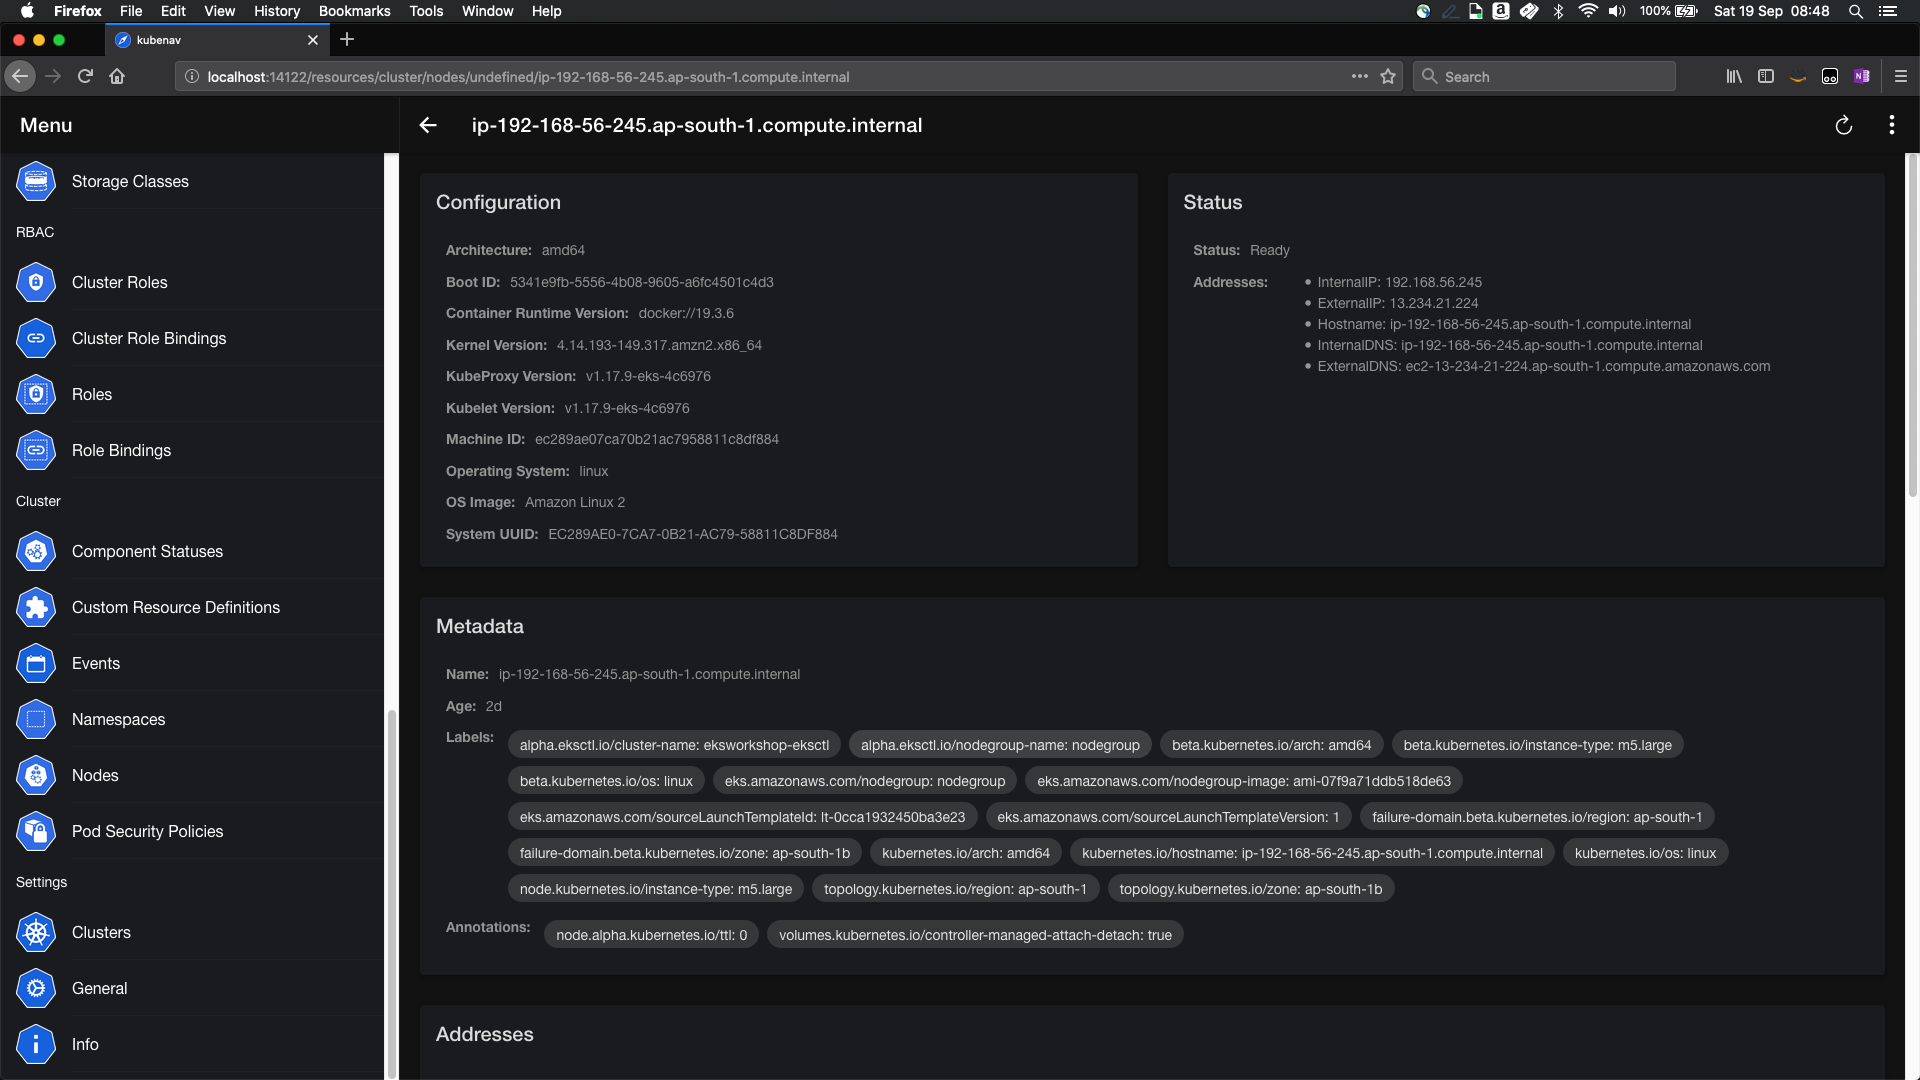 Firefox File Edit View History Bookmarks Tools Window Help 100% Sat 19 Sep 08:48
kubenav
localhost:14122/resources/cluster/nodes/undefined/ip-192-168-56-245.ap-south-1.compute.internal Search
Menu
ip-192-168-56-245.ap-south-1.compute.internal
Storage Classes
RBAC
Cluster Roles
Cluster Role Bindings
Roles
Role Bindings
Cluster
Component Statuses
Custom Resource Definitions
Events
Namespaces
Nodes
Pod Security Policies
Settings
Clusters
General
Info
Configuration
Architecture: amd64
Boot ID: 5341e9fb-5556-4b08-9605-a6fc4501c4d3
Container Runtime Version: docker://19.3.6
Kernel Version: 4.14.193-149.317.amzn2.x86_64
KubeProxy Version: v1.17.9-eks-4c6976
Kubelet Version: v1.17.9-eks-4c6976
Machine ID: ec289ae07ca70b21ac7958811c8df884
Operating System: linux
OS Image: Amazon Linux 2
System UUID: EC289AE0-7CA7-0B21-AC79-58811C8DF884
Status
Status: Ready
Addresses: • InternalIP: 192.168.56.245
• ExternalIP: 13.234.21.224
• Hostname: ip-192-168-56-245.ap-south-1.compute.internal
• InternalDNS: ip-192-168-56-245.ap-south-1.compute.internal
• ExternalDNS: ec2-13-234-21-224.ap-south-1.compute.amazonaws.com
Metadata
Name: ip-192-168-56-245.ap-south-1.compute.internal
Age: 2d
Labels: alpha.eksctl.io/cluster-name: eksworkshop-eksctl alpha.eksctl.io/nodegroup-name: nodegroup beta.kubernetes.io/arch: amd64 beta.kubernetes.io/instance-type: m5.large
beta.kubernetes.io/os: linux eks.amazonaws.com/nodegroup: nodegroup eks.amazonaws.com/nodegroup-image: ami-07f9a71ddb518de63
eks.amazonaws.com/sourceLaunchTemplateId: lt-0cca1932450ba3e23 eks.amazonaws.com/sourceLaunchTemplateVersion: 1 failure-domain.beta.kubernetes.io/region: ap-south-1
failure-domain.beta.kubernetes.io/zone: ap-south-1b kubernetes.io/arch: amd64 kubernetes.io/hostname: ip-192-168-56-245.ap-south-1.compute.internal kubernetes.io/os: linux
node.kubernetes.io/instance-type: m5.large topology.kubernetes.io/region: ap-south-1 topology.kubernetes.io/zone: ap-south-1b
Annotations: node.alpha.kubernetes.io/ttl: 0 volumes.kubernetes.io/controller-managed-attach-detach: true
Addresses